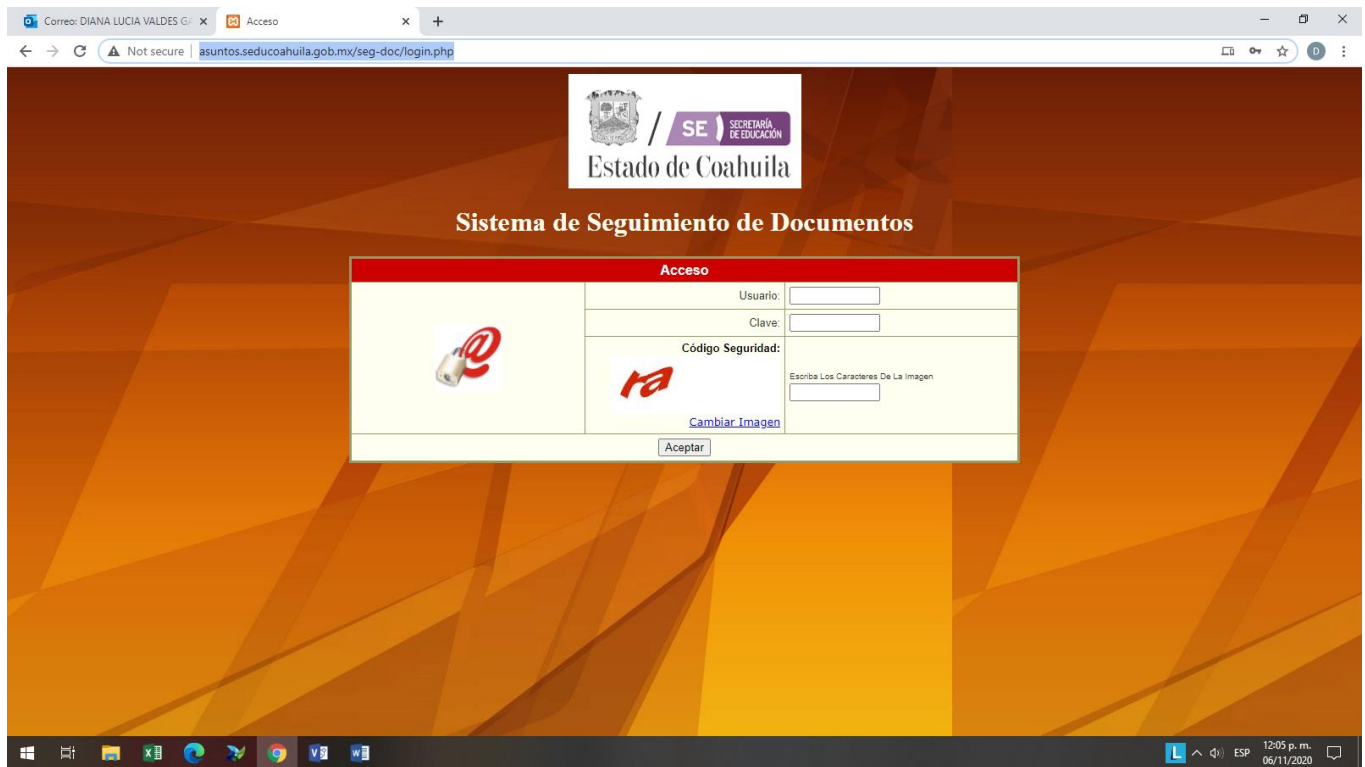 Correo: DIANA LUCIA VALDES GA
Acceso
Not secure | asuntos.seducoahuila.gob.mx/seg-doc/login.php
D
SE SECRETARÍA DE EDUCACIÓN
Estado de Coahuila
Sistema de Seguimiento de Documentos
Acceso
Usuario:
Clave:
Código Seguridad:
ra
Escriba Los Caracteres De La Imagen
Cambiar Imagen
Aceptar
L ESP 12:05 p. m.
06/11/2020